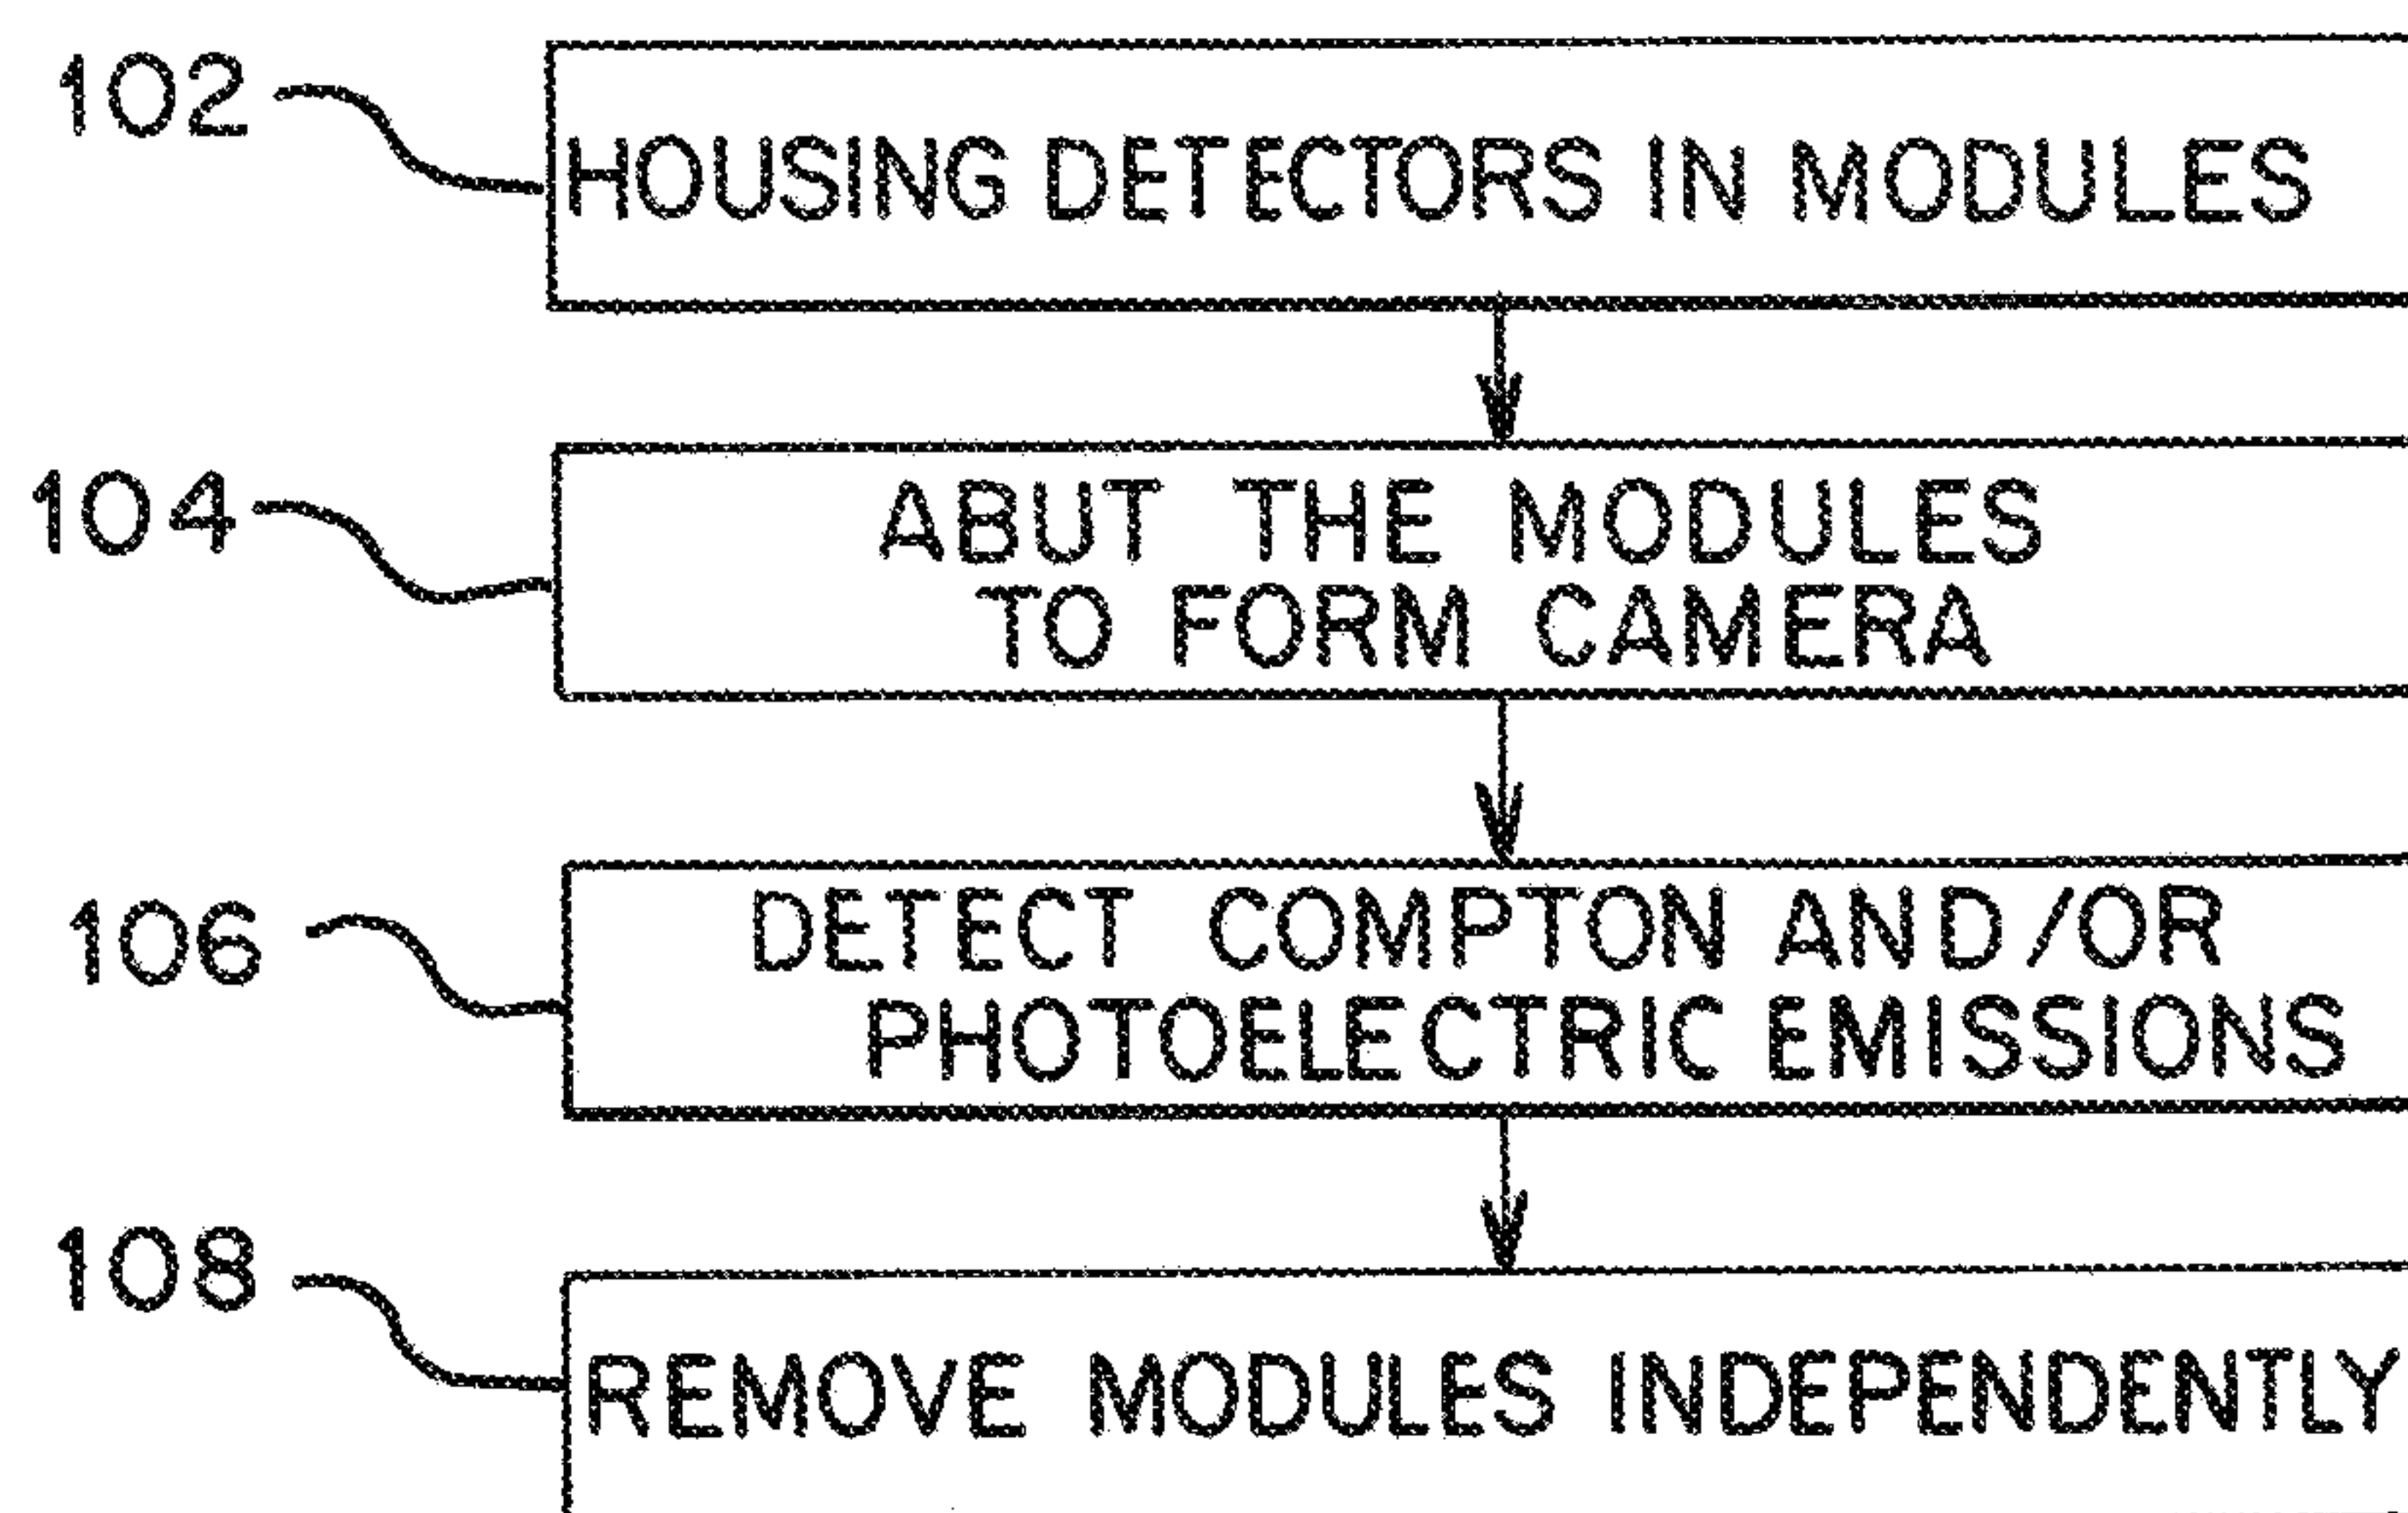 102
HOUSING DETECTORS IN MODULES
104
ABUT THE MODULES
TO FORM CAMERA
106
DETECT COMPTON AND/OR
PHOTOELECTRIC EMISSIONS
108
REMOVE MODULES INDEPENDENTLY